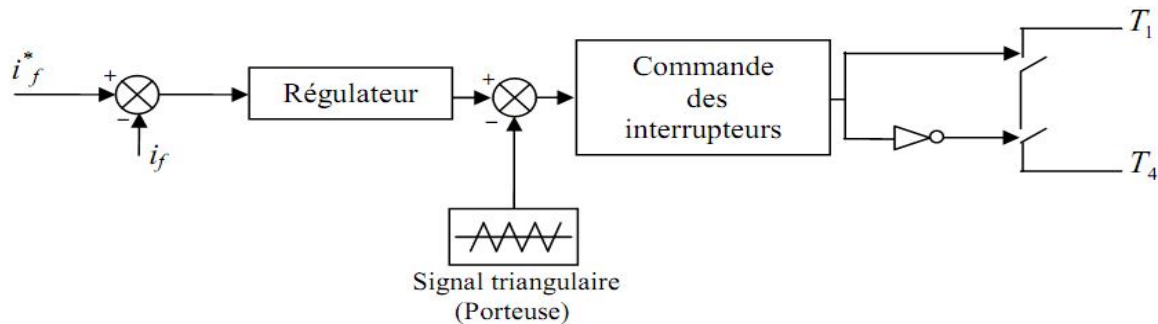 i*f
+
−
if
Régulateur
+
−
Signal triangulaire
(Porteuse)
Commande
des
interrupteurs
T1
T4